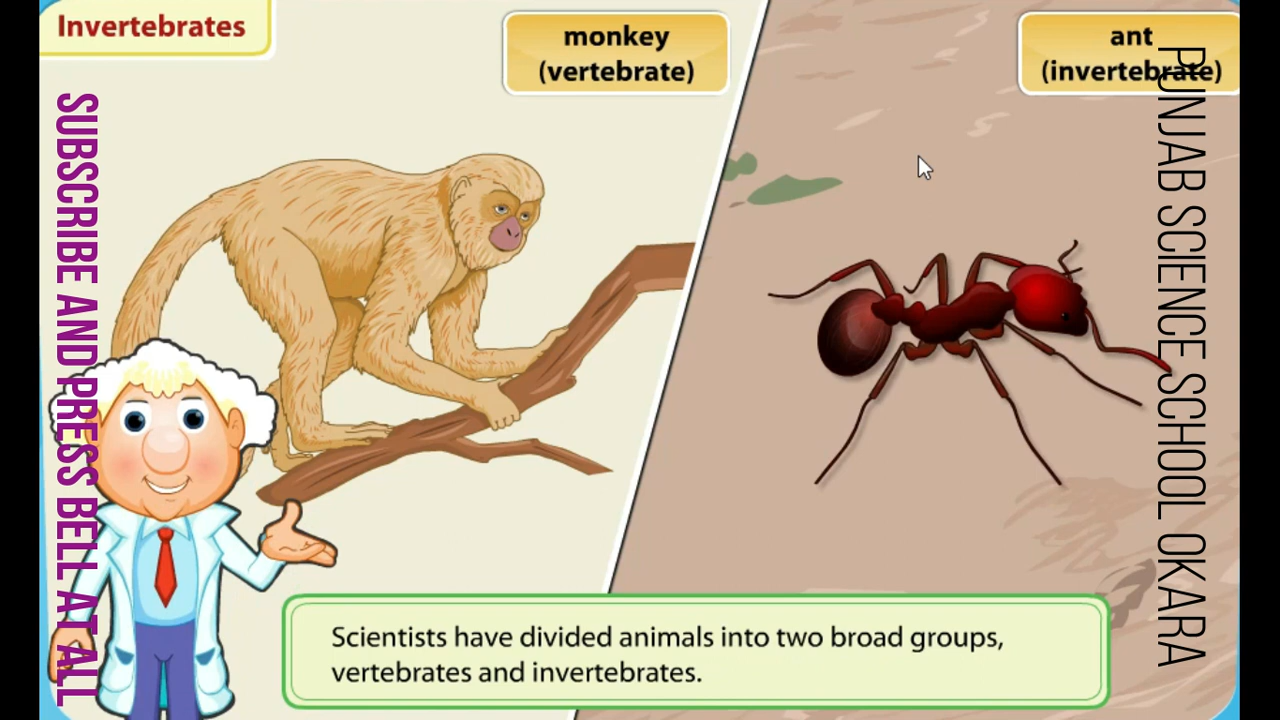 Invertebrates
monkey
(vertebrate)
ant
(invertebrate)
SUBSCRIBE AND PRESS BELL AT ALL
PUNJAB SCIENCE SCHOOL OKARA
Scientists have divided animals into two broad groups,
vertebrates and invertebrates.